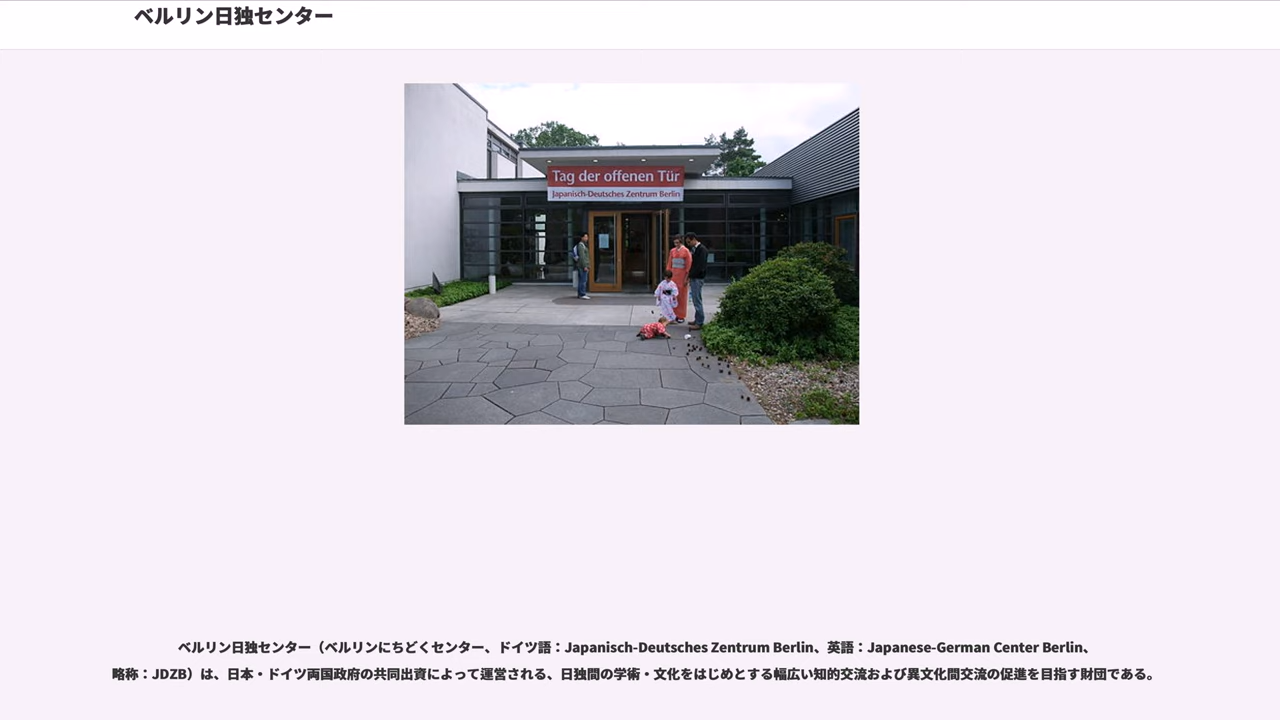 ベルリン日独センター
Tag der offenen Tür
Japanisch-Deutsches Zentrum Berlin
ベルリン日独センター（ベルリンにちどくセンター、ドイツ語：Japanisch-Deutsches Zentrum Berlin、英語：Japanese-German Center Berlin、
略称：JDZB）は、日本・ドイツ両国政府の共同出資によって運営される、日独間の学術・文化をはじめとする幅広い知的交流および異文化間交流の促進を目指す財団である。